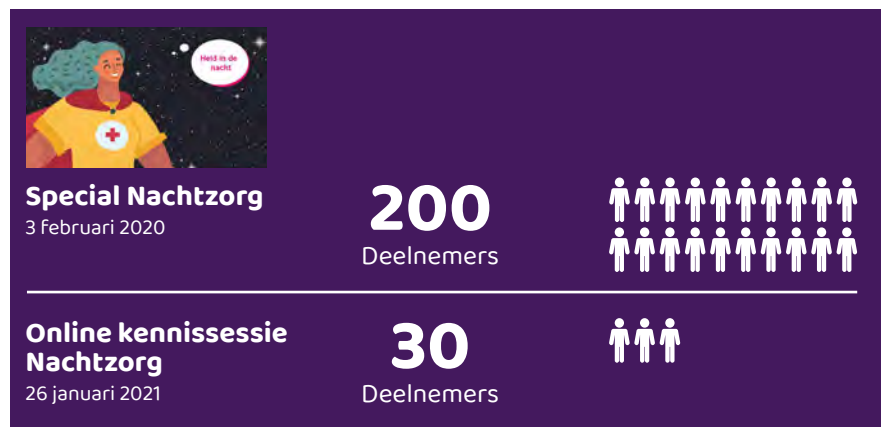 Held in de
nacht
Special Nachtzorg
3 februari 2020
200
Deelnemers
Online kennissessie
Nachtzorg
26 januari 2021
30
Deelnemers